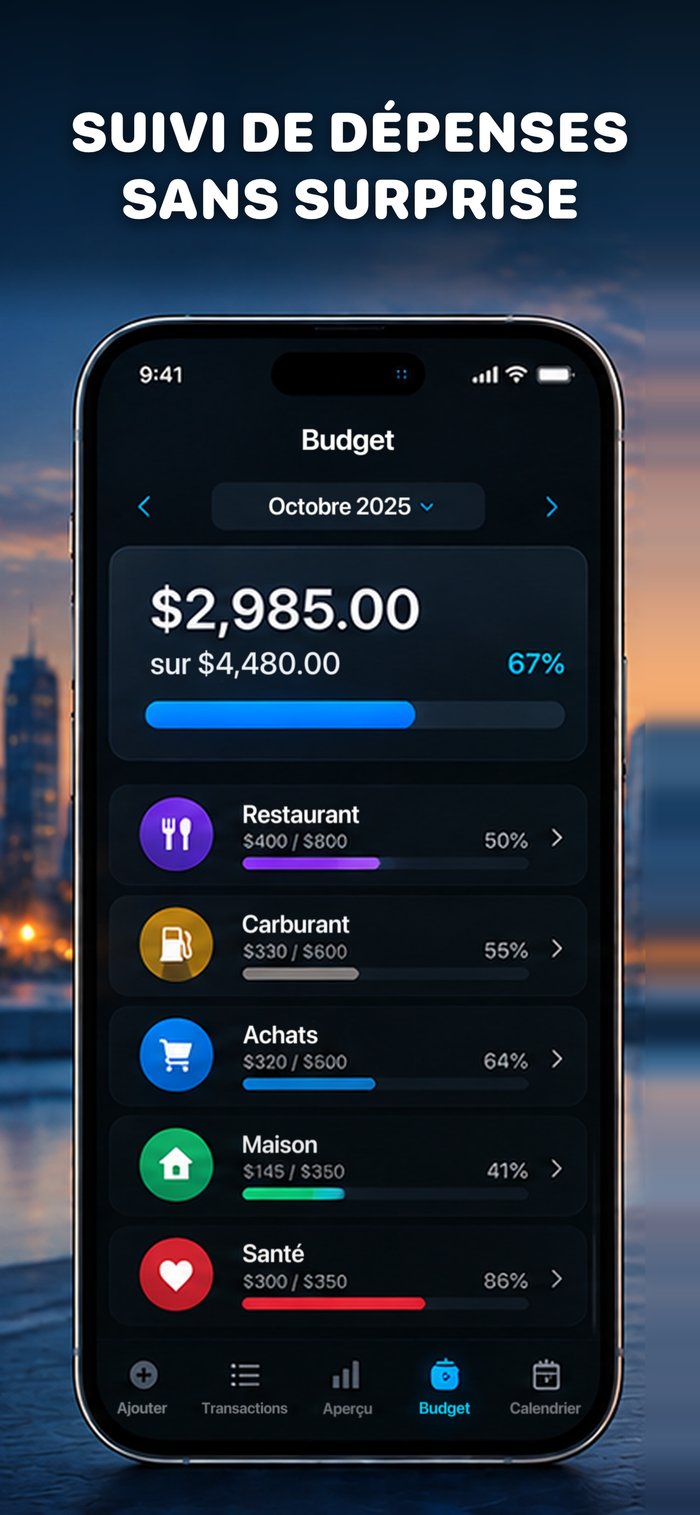 SUIVI DE DÉPENSES
SANS SURPRISE
9:41
Budget
Octobre 2025
$2,985.00
sur $4,480.00
67%
Restaurant
$400 / $800
50%
Carburant
$330 / $600
55%
Achats
$320 / $600
64%
Maison
$145 / $350
41%
Santé
$300 / $350
86%
Ajouter
Transactions
Aperçu
Budget
Calendrier